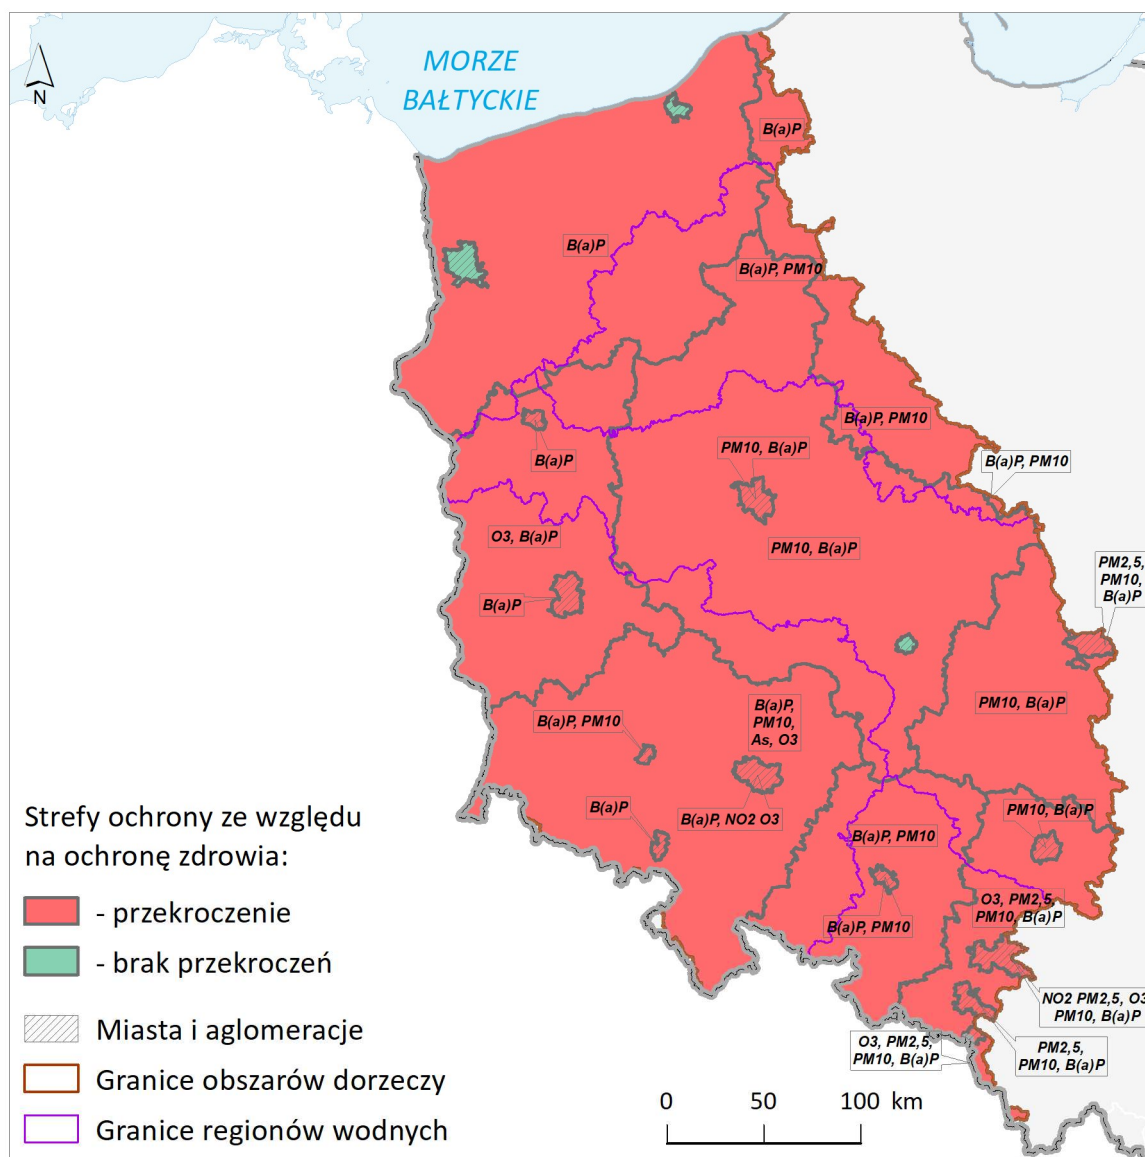 MORZE
BAŁTYCKIE
N
B(a)P
B(a)P
B(a)P, PM10
B(a)P, PM10
B(a)P
PM10, B(a)P
B(a)P, PM10
O3, B(a)P
PM10, B(a)P
PM2,5,
PM10,
B(a)P
B(a)P
PM10, B(a)P
B(a)P, PM10
B(a)P,
PM10,
As, O3
B(a)P
B(a)P, NO2 O3
PM10, B(a)P
B(a)P, PM10
B(a)P, PM10
O3, PM2,5,
PM10, B(a)P
NO2 PM2,5, O3
PM10, B(a)P
O3, PM2,5,
PM10, B(a)P
PM2,5,
PM10, B(a)P
Strefy ochrony ze względu
na ochronę zdrowia:
- przekroczenie
- brak przekroczeń
Miasta i aglomeracje
Granice obszarów dorzeczy
Granice regionów wodnych
0 50 100 km